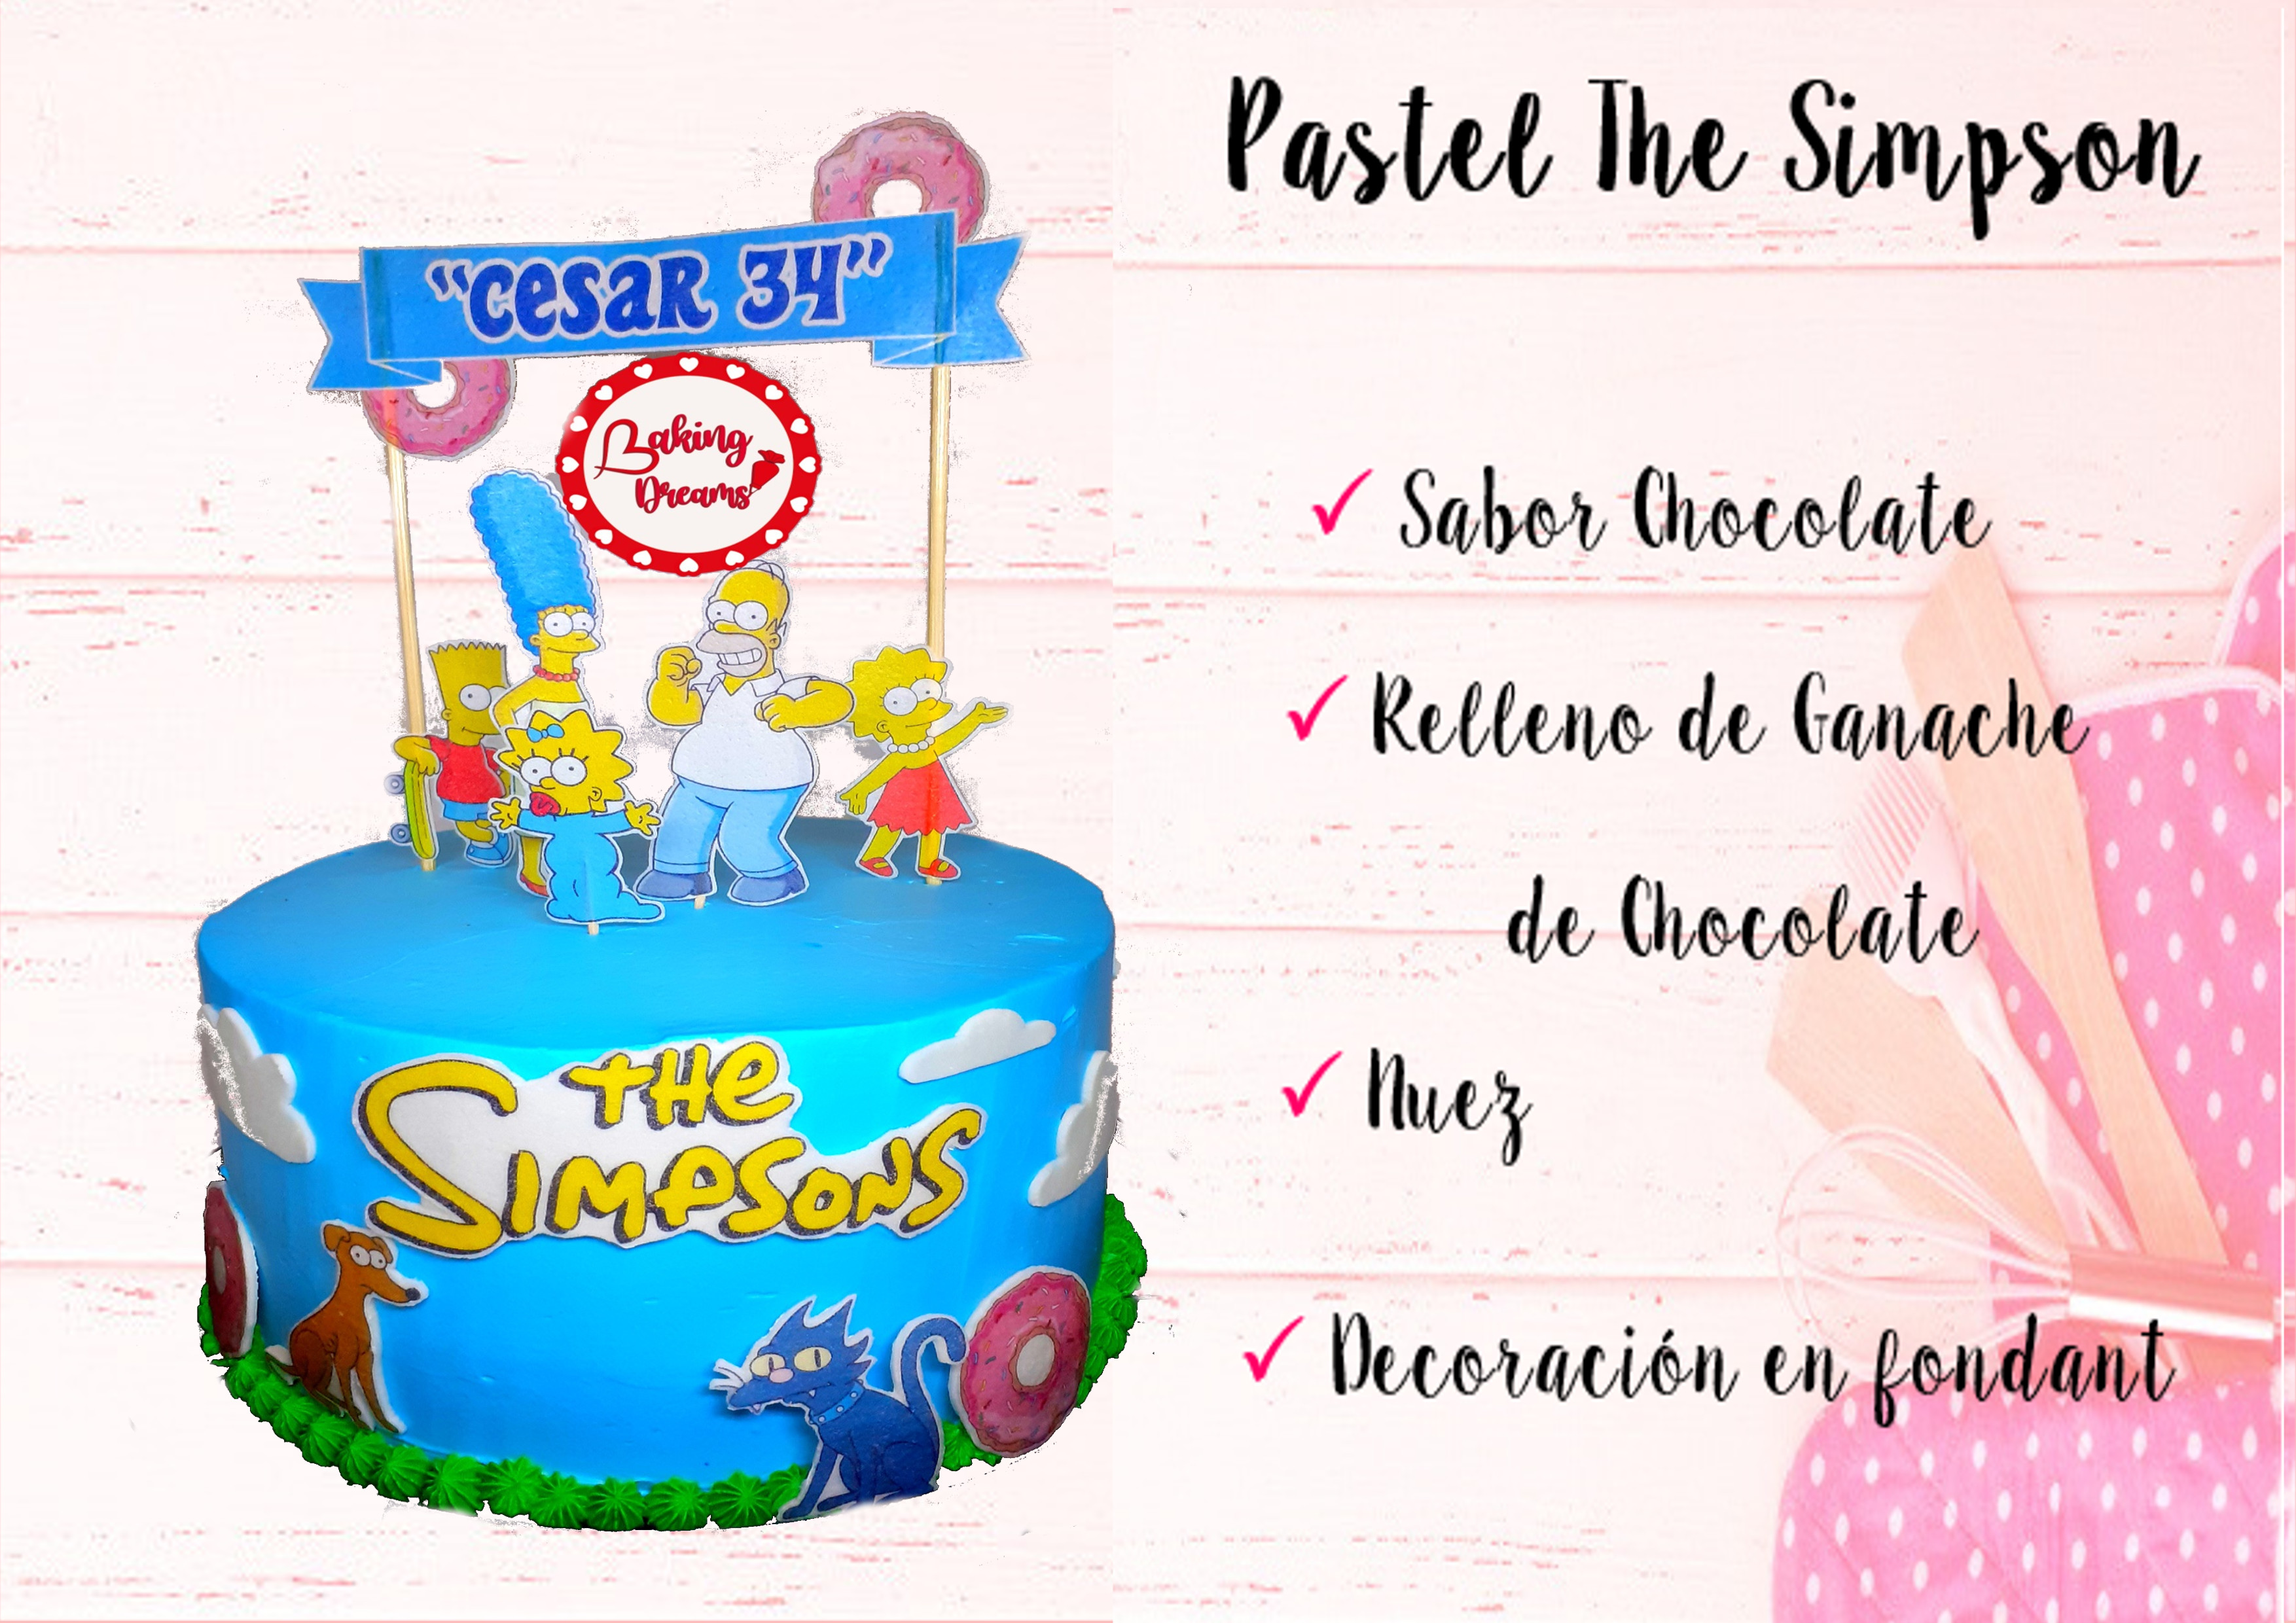 Pastel The Simpson
"Cesar 34"
Baking
Dreams
THE
SIMPSONS
Sabor Chocolate
Relleno de Ganache
de Chocolate
Nuez
Decoración en fondant